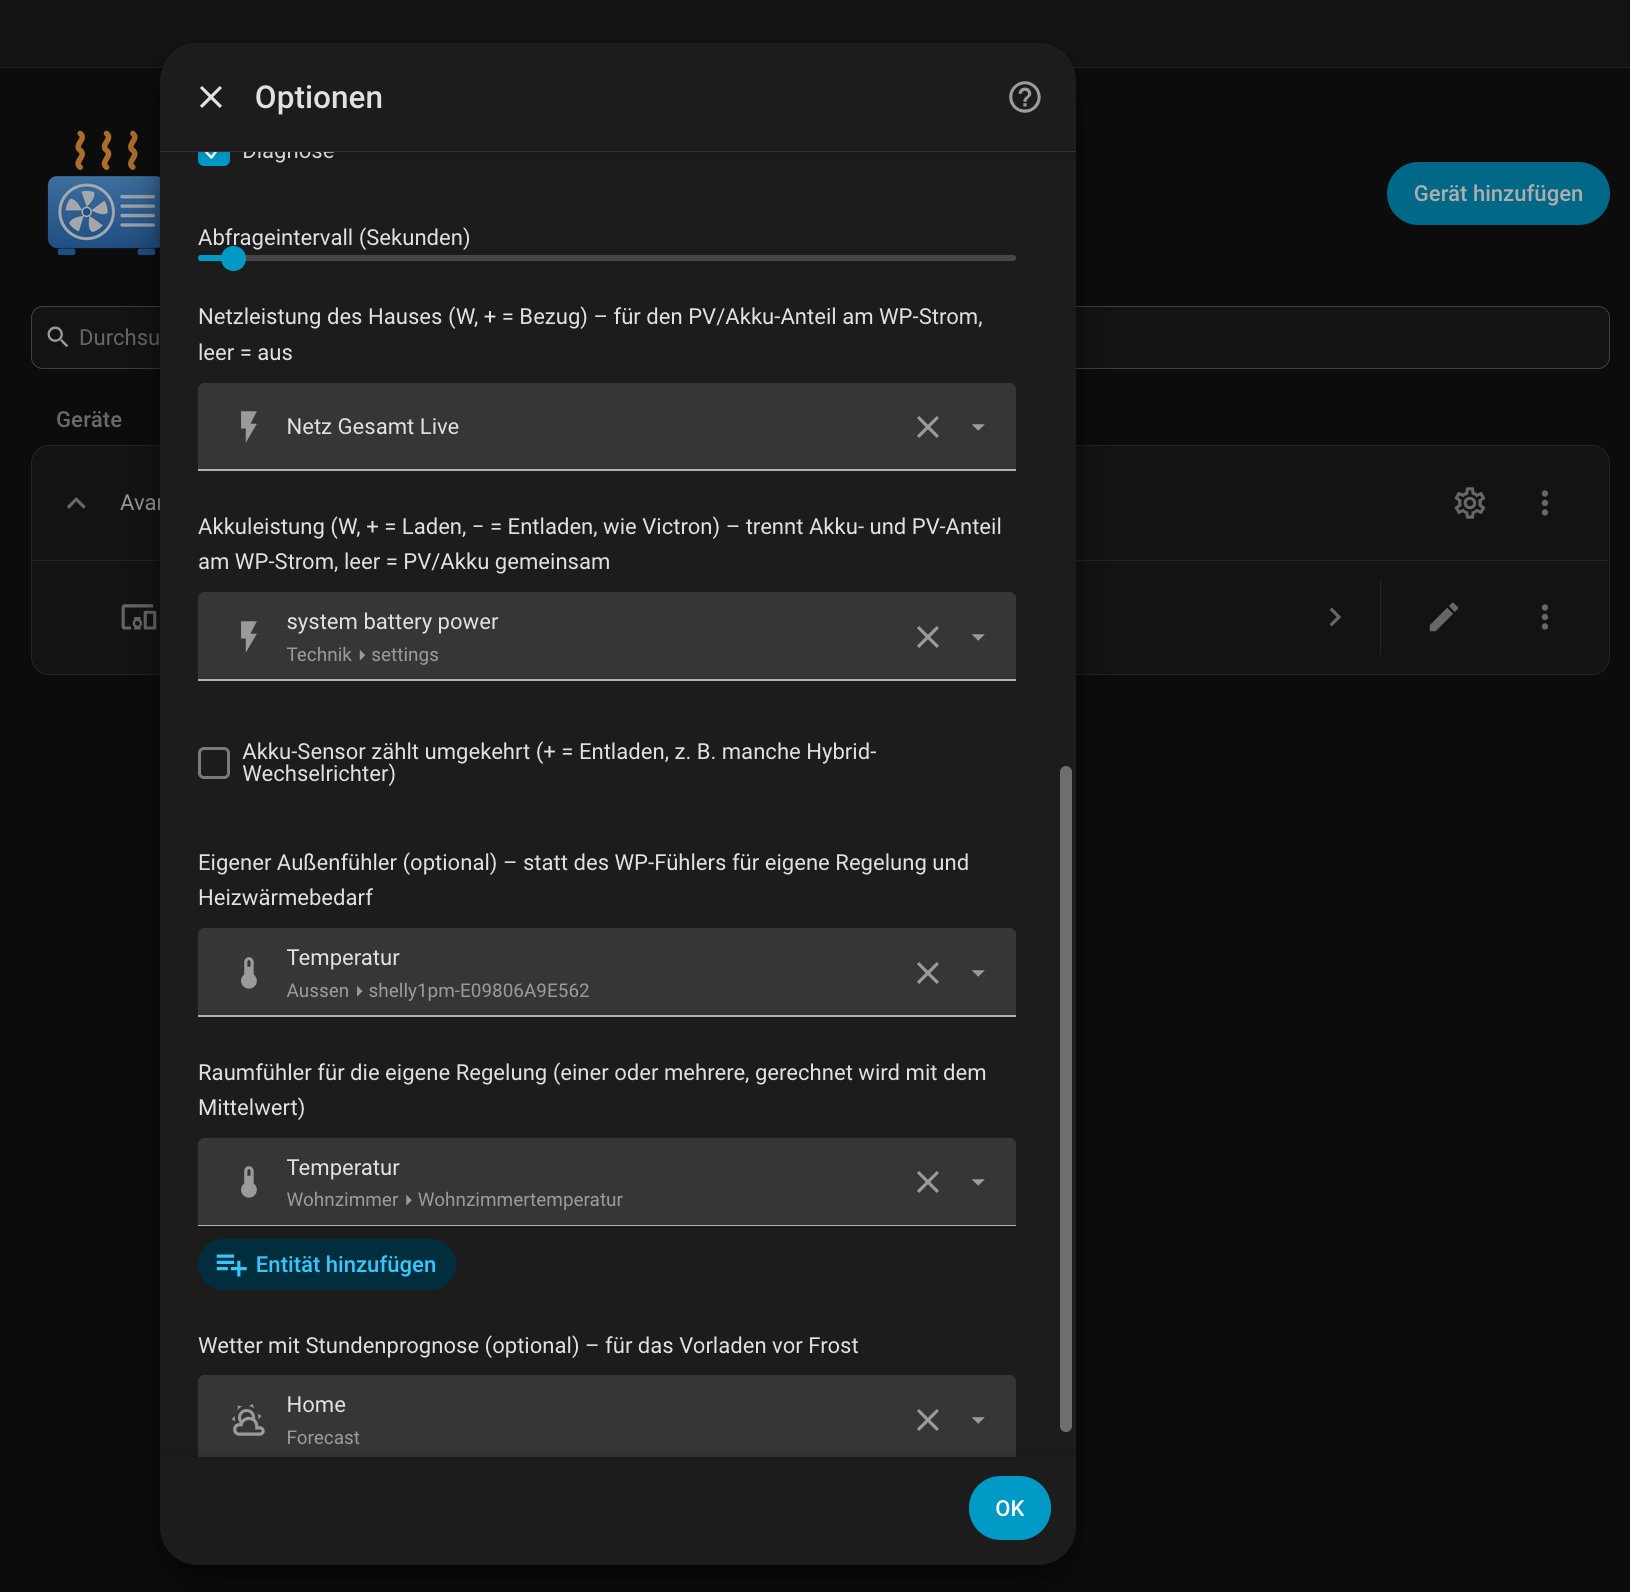 Optionen
Diagnose
Gerät hinzufügen
Abfrageintervall (Sekunden)
Netzleistung des Hauses (W, + = Bezug) – für den PV/Akku-Anteil am WP-Strom,
leer = aus
Netz Gesamt Live
Geräte
Akkuleistung (W, + = Laden, − = Entladen, wie Victron) – trennt Akku- und PV-Anteil
am WP-Strom, leer = PV/Akku gemeinsam
system battery power
Technik ▸ settings
Akku-Sensor zählt umgekehrt (+ = Entladen, z. B. manche Hybrid-
Wechselrichter)
Eigener Außenfühler (optional) – statt des WP-Fühlers für eigene Regelung und
Heizwärmebedarf
Temperatur
Aussen ▸ shelly1pm-E09806A9E562
Raumfühler für die eigene Regelung (einer oder mehrere, gerechnet wird mit dem
Mittelwert)
Temperatur
Wohnzimmer ▸ Wohnzimmertemperatur
Entität hinzufügen
Wetter mit Stundenprognose (optional) – für das Vorladen vor Frost
Home
Forecast
OK